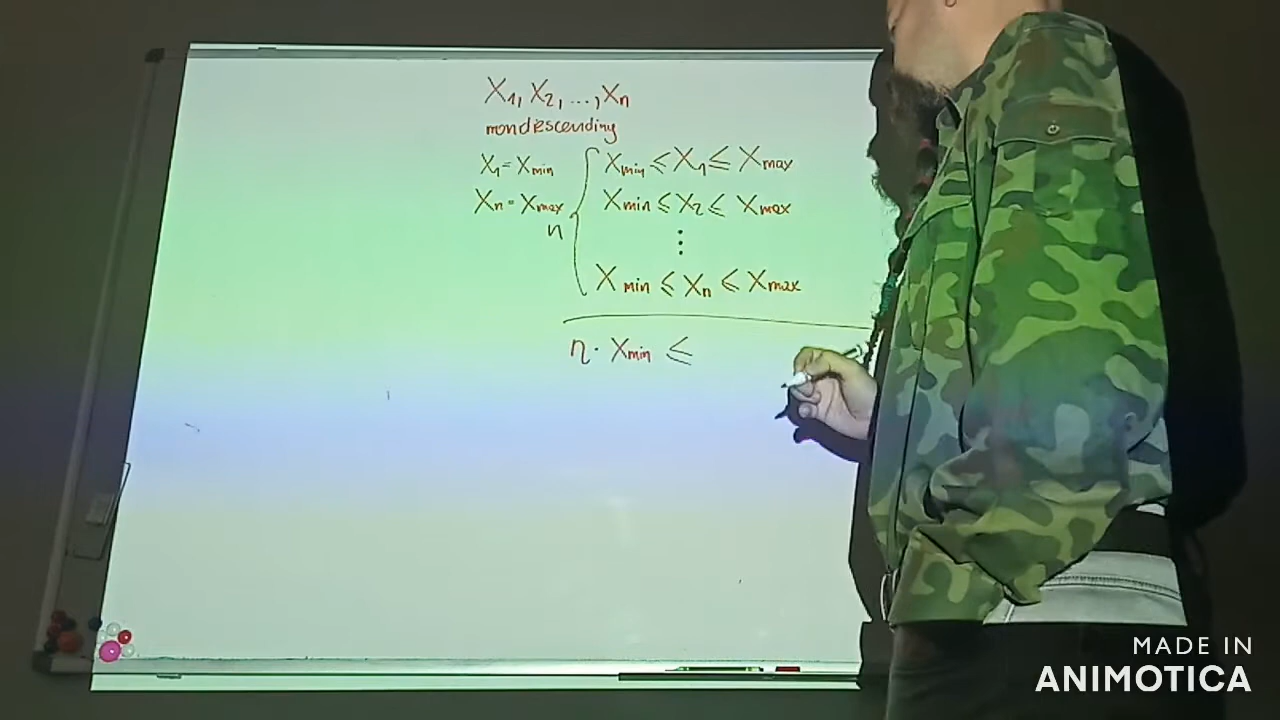 X1, X2, ..., Xn
nondescending
X1 = Xmin
Xn = Xmax
n
Xmin ≤ X1 ≤ Xmax
Xmin ≤ X2 ≤ Xmax
⋮
Xmin ≤ Xn ≤ Xmax
n · Xmin ≤
MADE IN
ANIMOTICA